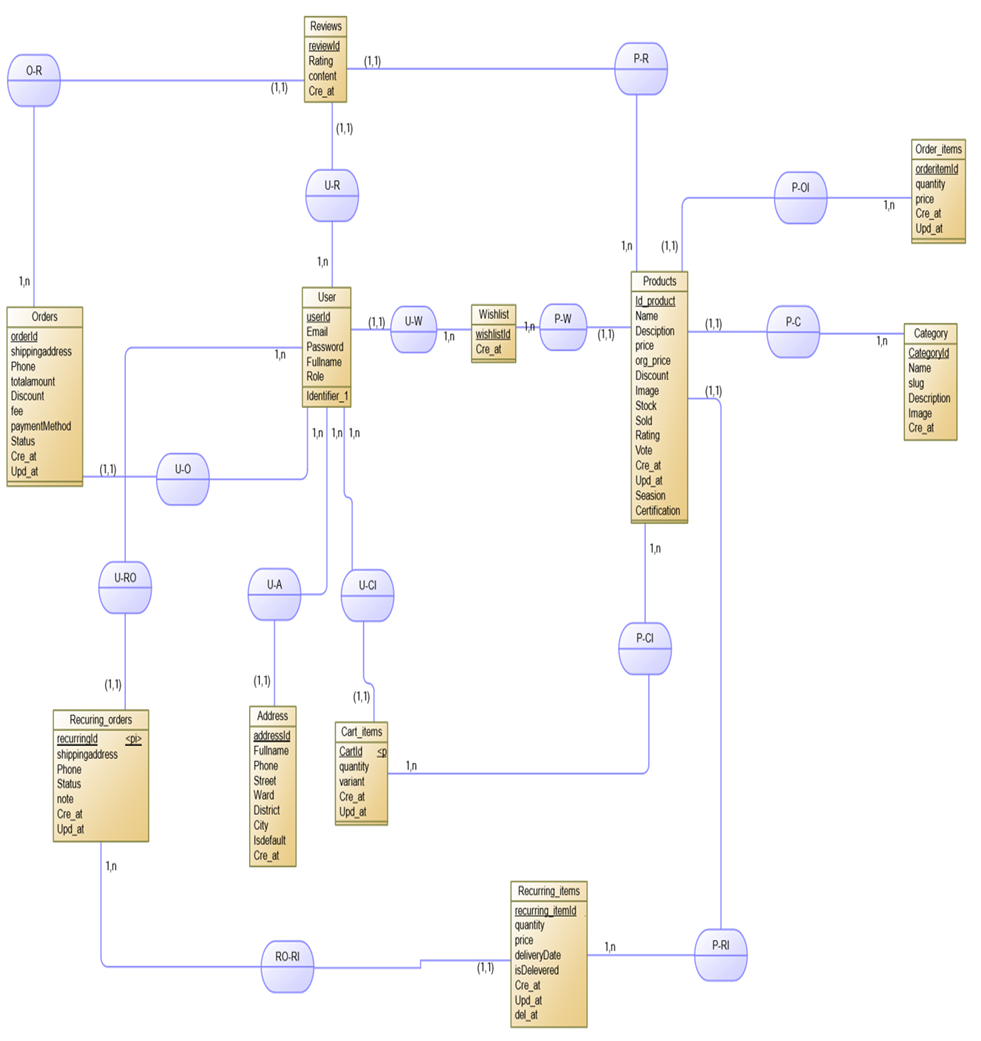 Reviews
reviewId
Rating
content
Cre_at
O-R
(1,1)
(1,1)
P-R
(1,1)
U-R
1,n
1,n
1,n
(1,1)
Order_items
orderitemId
quantity
price
Cre_at
Upd_at
P-OI
1,n
Orders
orderId
shippingaddress
Phone
totalamount
Discount
fee
paymentMethod
Status
Cre_at
Upd_at
User
userId
Email
Password
Fullname
Role
Identifier_1
(1,1)
U-W
1,n
Wishlist
wishlistId
Cre_at
1,n
P-W
(1,1)
Products
Id_product
Name
Desciption
price
org_price
Discount
Image
Stock
Sold
Rating
Vote
Cre_at
Upd_at
Seasion
Certification
(1,1)
P-C
1,n
Category
CategoryId
Name
slug
Description
Image
Cre_at
1,n
(1,1)
1,n
1,n
1,n
(1,1)
U-O
1,n
U-RO
U-A
U-CI
P-CI
(1,1)
(1,1)
(1,1)
Recuring_orders
recurringId <pi>
shippingaddress
Phone
Status
note
Cre_at
Upd_at
Address
addressId
Fullname
Phone
Street
Ward
District
City
Isdefault
Cre_at
Cart_items
CartId <p
quantity
variant
Cre_at
Upd_at
1,n
1,n
Recurring_items
recurring_itemId
quantity
price
deliveryDate
isDelevered
Cre_at
Upd_at
del_at
RO-RI
(1,1)
1,n
P-RI